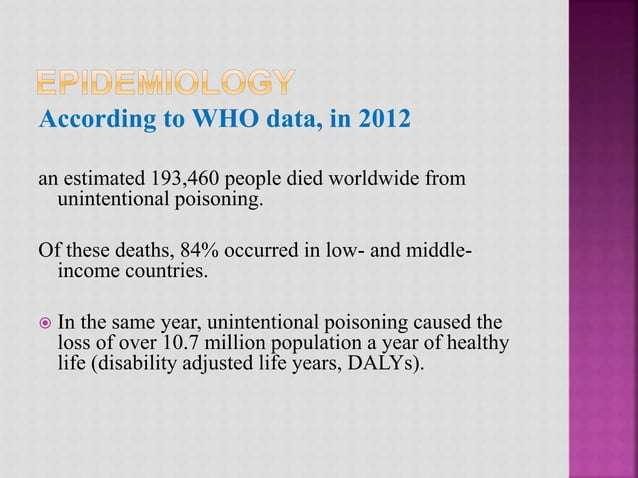 EPIDEMIOLOGY
According to WHO data, in 2012
an estimated 193,460 people died worldwide from
unintentional poisoning.
Of these deaths, 84% occurred in low- and middle-
income countries.
In the same year, unintentional poisoning caused the
loss of over 10.7 million population a year of healthy
life (disability adjusted life years, DALYs).